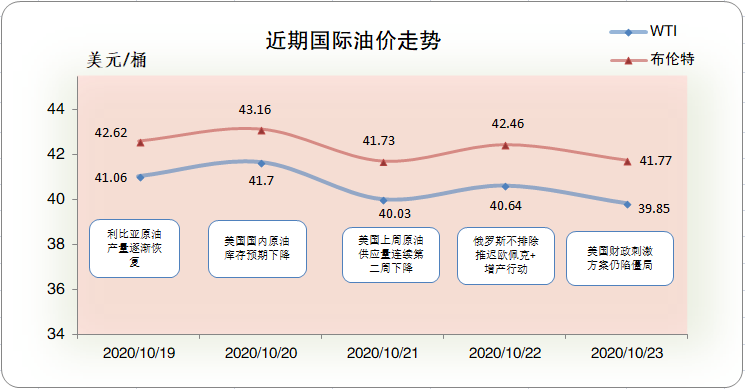 近期国际油价走势
WTI
布伦特
美元/桶
44
42
40
38
36
34
42.62
43.16
41.73
42.46
41.77
41.06
41.7
40.03
40.64
39.85
利比亚原油
产量逐渐恢
复
美国国内原油
库存预期下降
美国上周原油
供应量连续第
二周下降
俄罗斯不排除
推迟欧佩克+
增产行动
美国财政刺激
方案仍陷僵局
2020/10/19
2020/10/20
2020/10/21
2020/10/22
2020/10/23